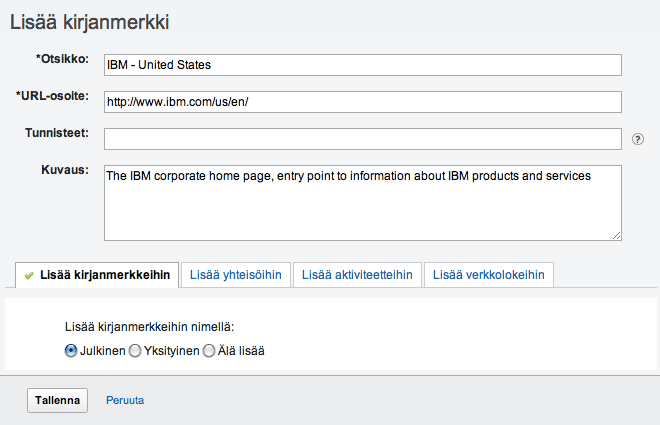 Lisää kirjanmerkki
*Otsikko: IBM - United States
*URL-osoite: http://www.ibm.com/us/en/
Tunnisteet: ?
Kuvaus: The IBM corporate home page, entry point to information about IBM products and services
Lisää kirjanmerkkeihin Lisää yhteisöihin Lisää aktiviteetteihin Lisää verkkolokeihin
Lisää kirjanmerkkeihin nimellä:
Julkinen Yksityinen Älä lisää
Tallenna Peruuta